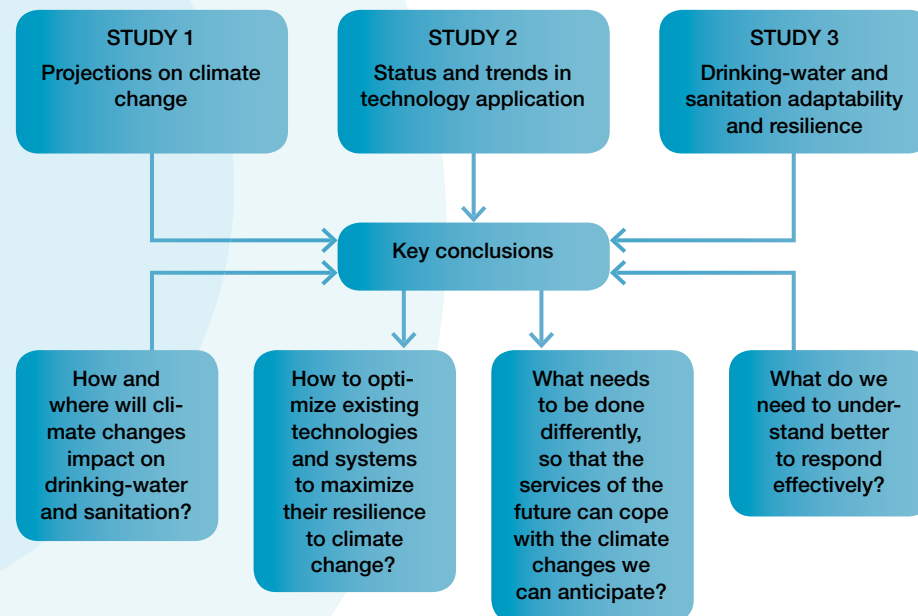 STUDY 1
Projections on climate
change
STUDY 2
Status and trends in
technology application
STUDY 3
Drinking-water and
sanitation adaptability
and resilience
Key conclusions
How and
where will cli-
mate changes
impact on
drinking-water
and sanitation?
How to opti-
mize existing
technologies
and systems
to maximize
their resilience
to climate
change?
What needs
to be done
differently,
so that the
services of the
future can cope
with the climate
changes we
can anticipate?
What do we
need to under-
stand better
to respond
effectively?